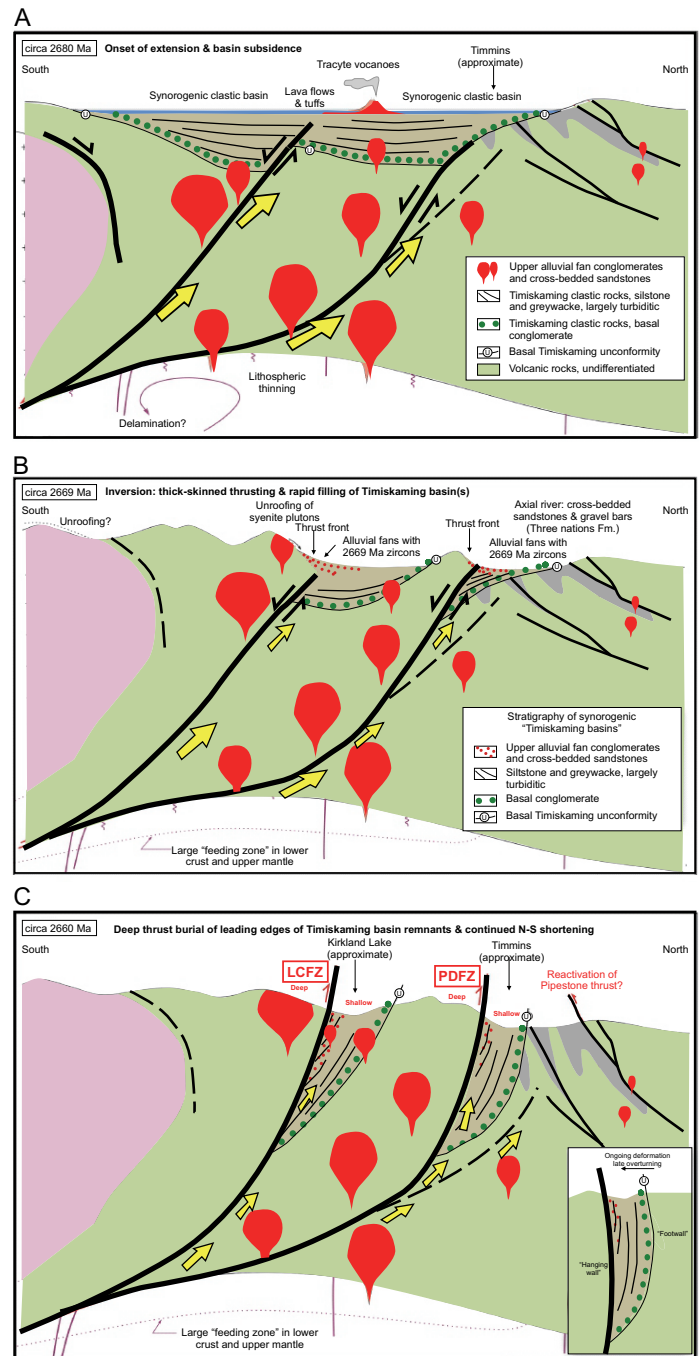 A
circa 2680 Ma Onset of extension & basin subsidence
South
Tracyte vocanoes
Timmins
(approximate)
North
Synorogenic clastic basin
Lava flows
& tuffs
Synorogenic clastic basin
U
U
U
Upper alluvial fan conglomerates
and cross-bedded sandstones
Timiskaming clastic rocks, silstone
and greywacke, largely turbiditic
Timiskaming clastic rocks, basal
conglomerate
U Basal Timiskaming unconformity
Volcanic rocks, undifferentiated
Lithospheric
thinning
Delamination?
B
circa 2669 Ma Inversion: thick-skinned thrusting & rapid filling of Timiskaming basin(s)
South
Unroofing?
Unroofing of
syenite plutons
Thrust front
Alluvial fans with
2669 Ma zircons
Axial river: cross-bedded
sandstones & gravel bars
(Three nations Fm.)
North
Thrust front
Alluvial fans with
2669 Ma zircons
U
U
Stratigraphy of synorogenic
"Timiskaming basins"
Upper alluvial fan conglomerates
and cross-bedded sandstones
Siltstone and greywacke, largely
turbiditic
Basal conglomerate
U Basal Timiskaming unconformity
Large "feeding zone" in lower
crust and upper mantle
C
circa 2660 Ma Deep thrust burial of leading edges of Timiskaming basin remnants & continued N-S shortening
South
Kirkland Lake
(approximate)
Timmins
(approximate)
North
LCFZ
Deep
Shallow
U
PDFZ
Deep
Shallow
U
Reactivation of
Pipestone thrust?
Ongoing deformation
late overturning
U
"Footwall"
"Hanging
wall"
Large "feeding zone" in lower
crust and upper mantle